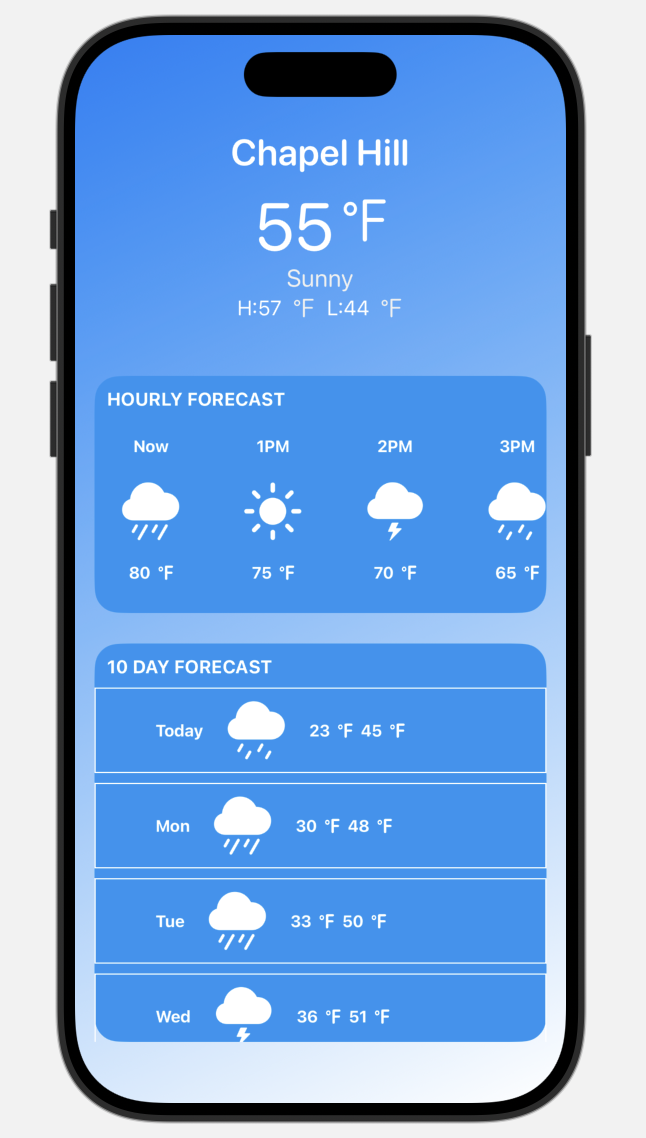 Chapel Hill
55 °F
Sunny
H:57 °F L:44 °F
HOURLY FORECAST
Now 1PM 2PM 3PM
80 °F 75 °F 70 °F 65 °F
10 DAY FORECAST
Today 23 °F 45 °F
Mon 30 °F 48 °F
Tue 33 °F 50 °F
Wed 36 °F 51 °F